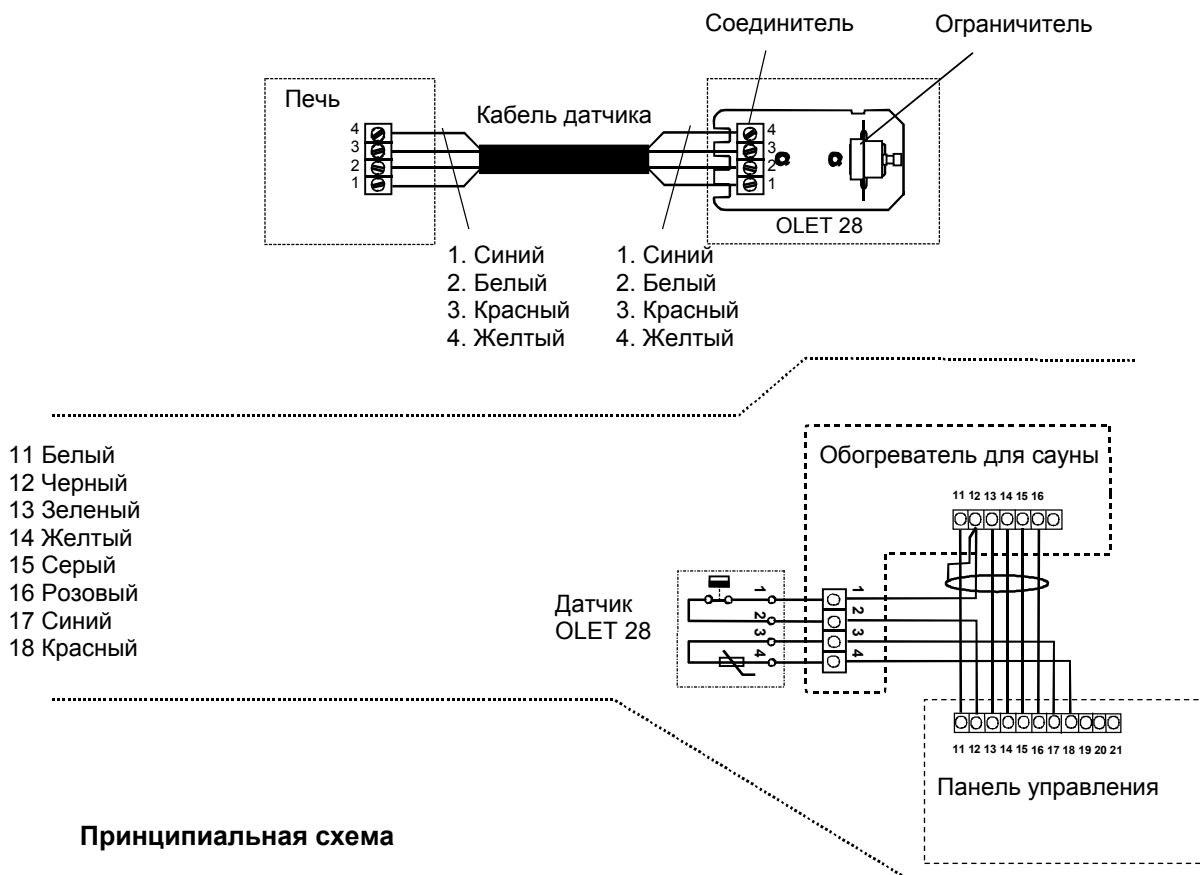 Соединитель
Ограничитель
Печь
Кабель датчика
4
3
2
1
4
3
2
1
OLET 28
1. Синий
2. Белый
3. Красный
4. Желтый
1. Синий
2. Белый
3. Красный
4. Желтый
11 Белый
12 Черный
13 Зеленый
14 Желтый
15 Серый
16 Розовый
17 Синий
18 Красный
Обогреватель для сауны
11 12 13 14 15 16
Датчик
OLET 28
1
2
3
4
1
2
3
4
11 12 13 14 15 16 17 18 19 20 21
Панель управления
Принципиальная схема